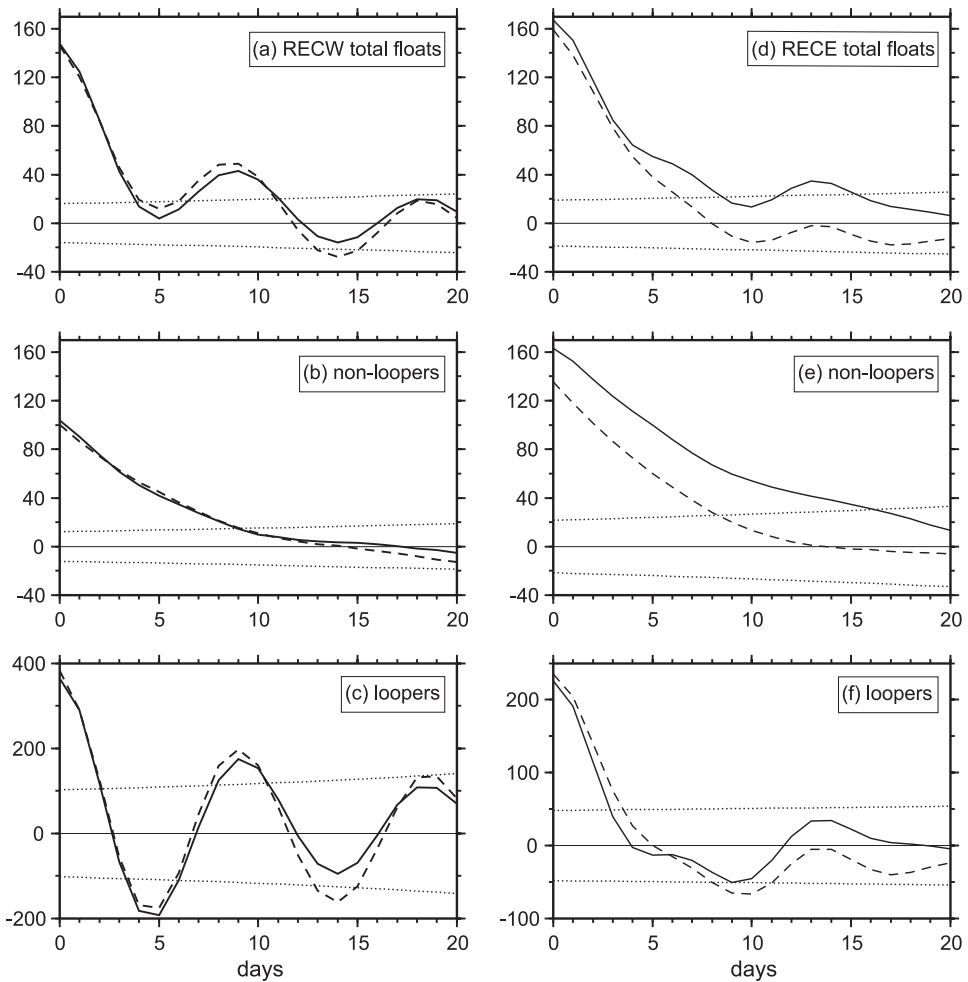 (a) RECW total floats
160
120
80
40
0
-40
0 5 10 15 20
(d) RECE total floats
160
120
80
40
0
-40
0 5 10 15 20
(b) non-loopers
160
120
80
40
0
-40
0 5 10 15 20
(e) non-loopers
160
120
80
40
0
-40
0 5 10 15 20
(c) loopers
400
200
0
-200
0 5 10 15 20
days
(f) loopers
200
100
0
-100
0 5 10 15 20
days